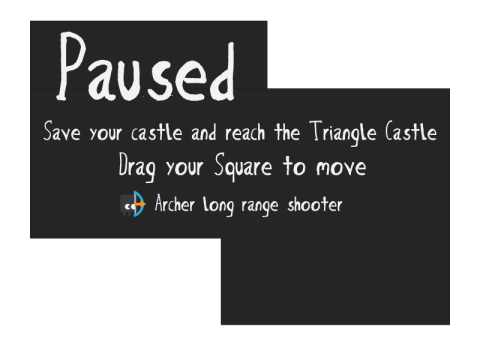 Paused
Save your castle and reach the Triangle Castle
Drag your Square to move
Archer long range shooter